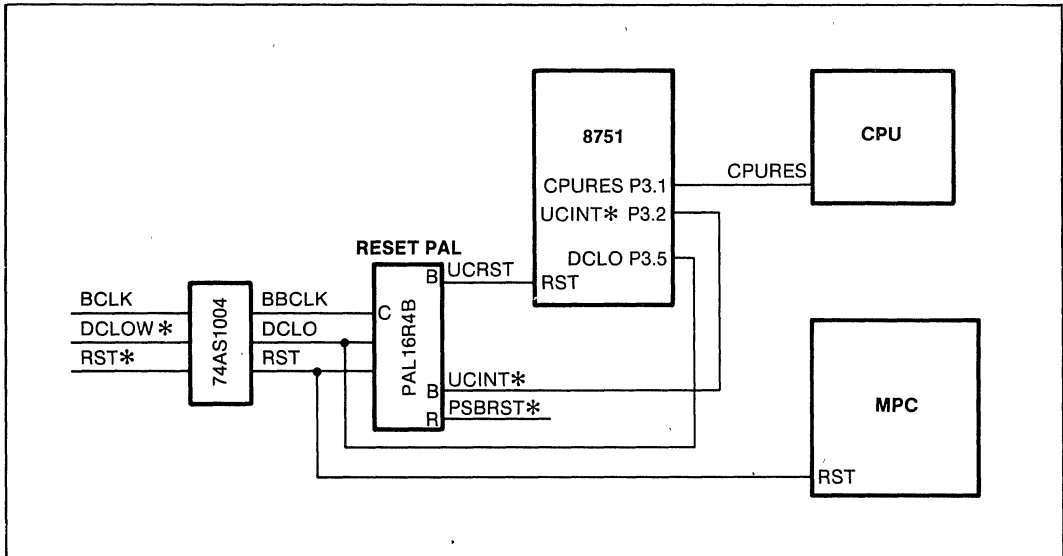 8751
CPU
CPURES P3.1
CPURES
UCINT* P3.2
DCLO P3.5
RST
RESET PAL
B
UCRST
BCLK
DCLOW*
RST*
74AS1004
BBCLK
DCLO
RST
C
PAL16R4B
B
UCINT*
R
PSBRST*
MPC
RST